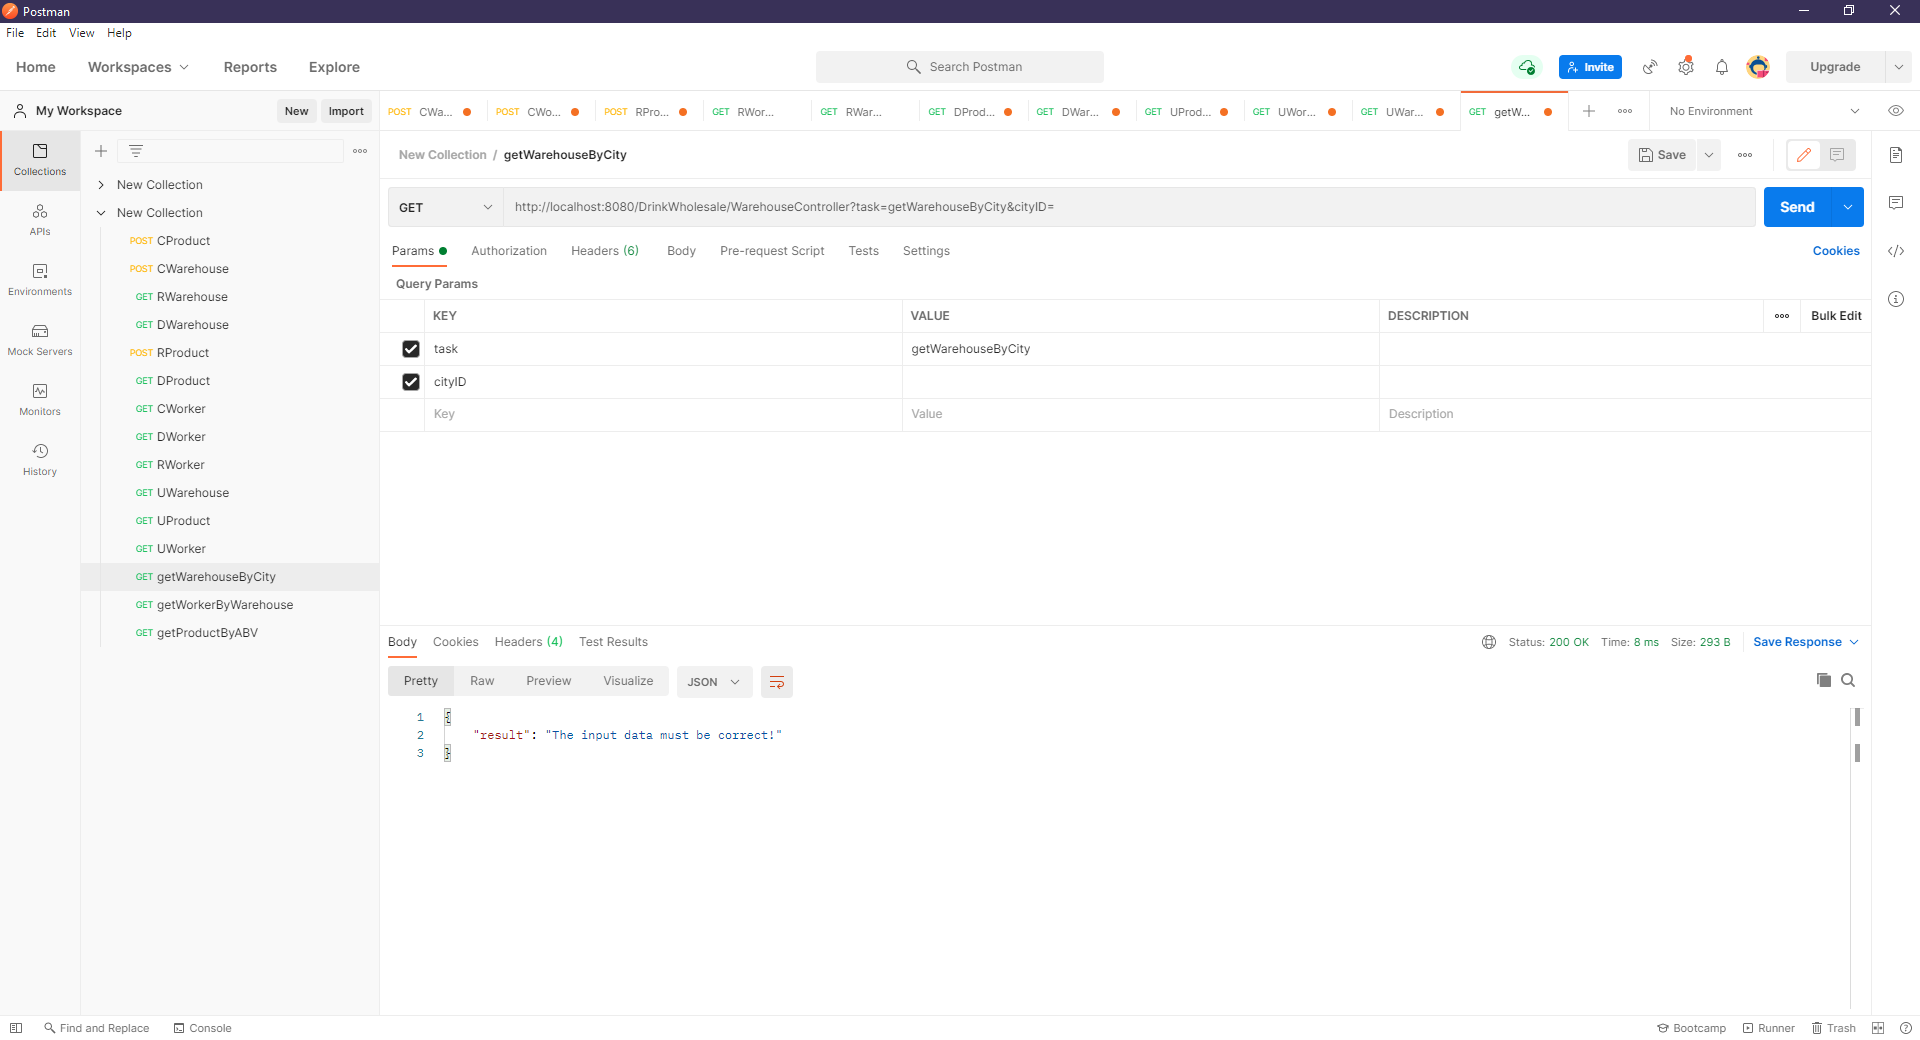 Postman
File Edit View Help
Home Workspaces Reports Explore Search Postman Invite Upgrade
My Workspace New Import
POST CWa... POST CWo... POST RPro... GET RWor... GET RWar... GET DProd... GET DWar... GET UProd... GET UWor... GET UWar... GET getW... No Environment
Collections
APIs
Environments
Mock Servers
Monitors
History
New Collection
New Collection
POST CProduct
POST CWarehouse
GET RWarehouse
GET DWarehouse
POST RProduct
GET DProduct
GET CWorker
GET DWorker
GET RWorker
GET UWarehouse
GET UProduct
GET UWorker
GET getWarehouseByCity
GET getWorkerByWarehouse
GET getProductByABV
New Collection / getWarehouseByCity Save
GET http://localhost:8080/DrinkWholesale/WarehouseController?task=getWarehouseByCity&cityID= Send
Params Authorization Headers (6) Body Pre-request Script Tests Settings Cookies
Query Params
KEY VALUE DESCRIPTION Bulk Edit
task getWarehouseByCity
cityID
Key Value Description
Body Cookies Headers (4) Test Results Status: 200 OK Time: 8 ms Size: 293 B Save Response
Pretty Raw Preview Visualize JSON
1 {
2 "result": "The input data must be correct!"
3 }
Find and Replace Console Bootcamp Runner Trash